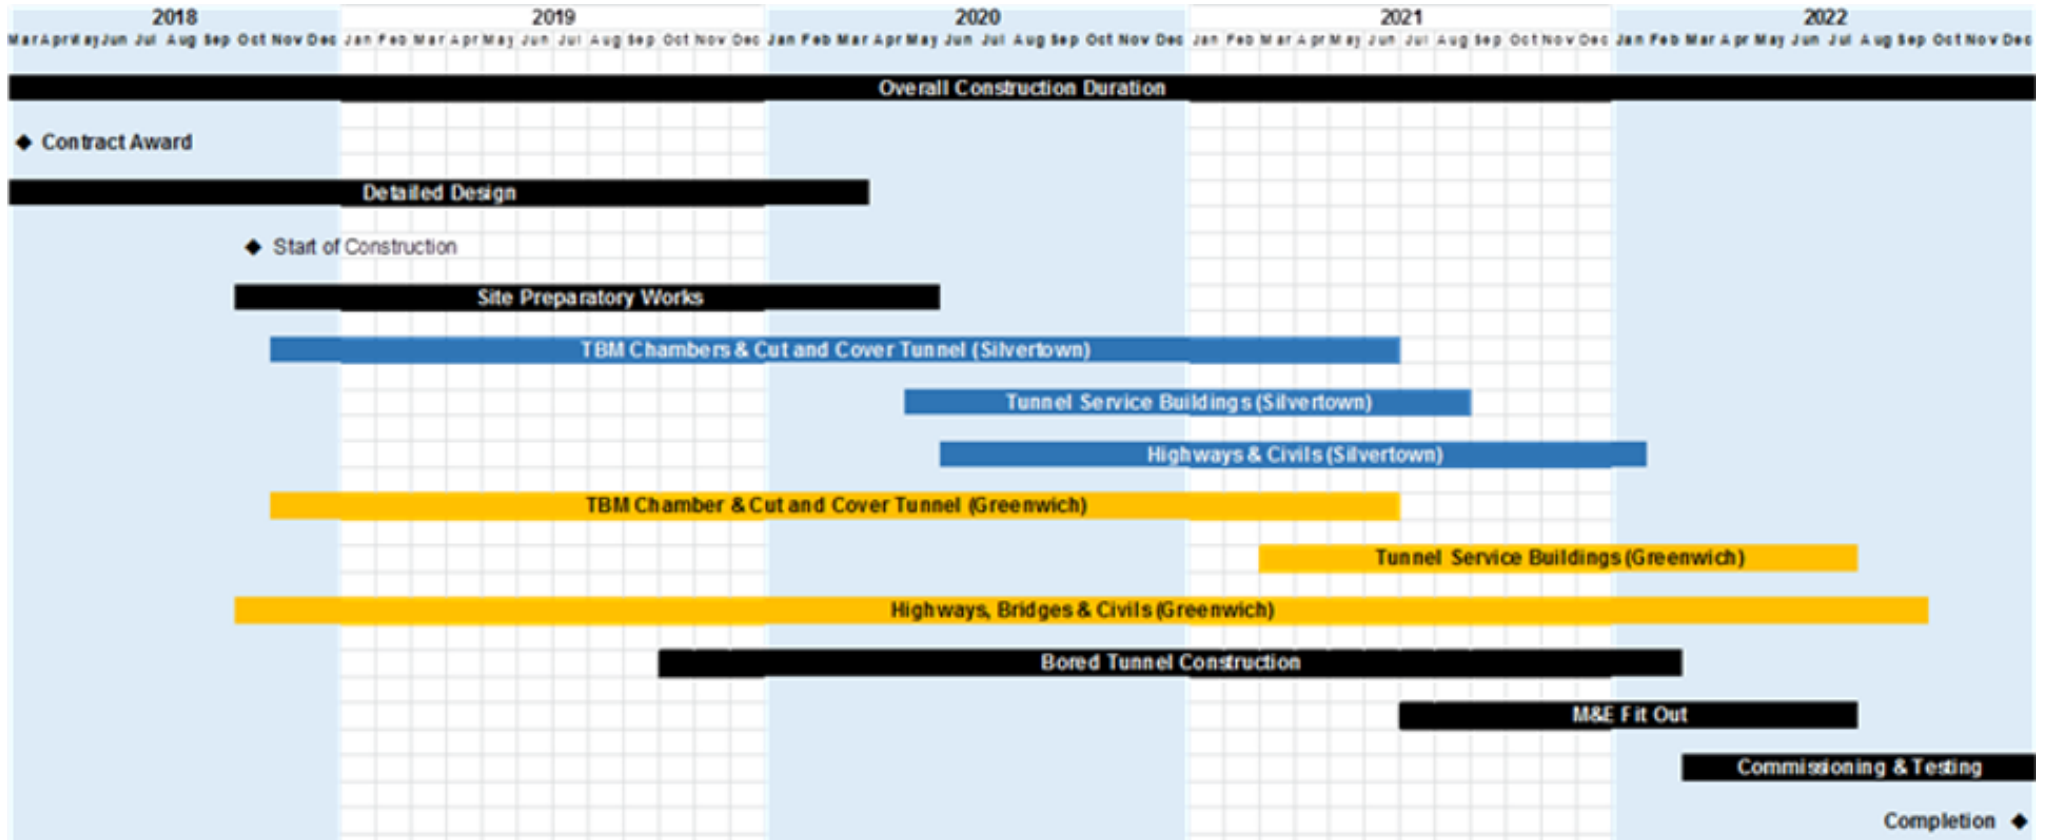 2018 2019 2020 2021 2022
Mar Apr May Jun Jul Aug Sep Oct Nov Dec Jan Feb Mar Apr May Jun Jul Aug Sep Oct Nov Dec Jan Feb Mar Apr May Jun Jul Aug Sep Oct Nov Dec Jan Feb Mar Apr May Jun Jul Aug Sep Oct Nov Dec Jan Feb Mar Apr May Jun Jul Aug Sep Oct Nov Dec
Overall Construction Duration
Contract Award
Detailed Design
Start of Construction
Site Preparatory Works
TBM Chambers & Cut and Cover Tunnel (Silvertown)
Tunnel Service Buildings (Silvertown)
Highways & Civils (Silvertown)
TBM Chamber & Cut and Cover Tunnel (Greenwich)
Tunnel Service Buildings (Greenwich)
Highways, Bridges & Civils (Greenwich)
Bored Tunnel Construction
M&E Fit Out
Commissioning & Testing
Completion